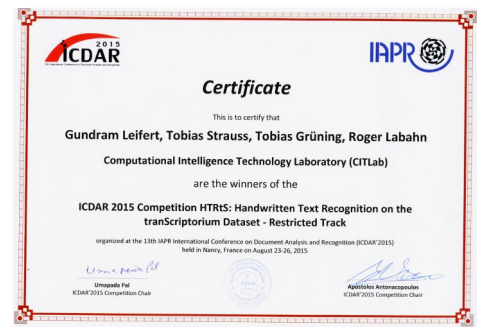 2015
ICDAR
IAPR
Certificate
This is to certify that
Gundram Leifert, Tobias Strauss, Tobias Grüning, Roger Labahn
Computational Intelligence Technology Laboratory (CITLab)
are the winners of the
ICDAR 2015 Competition HTRtS: Handwritten Text Recognition on the
tranScriptorium Dataset - Restricted Track
organized at the 13th IAPR International Conference on Document Analysis and Recognition (ICDAR'2015)
held in Nancy, France on August 23-26, 2015
Umapada Pal
Umapada Pal
Apostolos Antonacopoulos
ICDAR'2015 Competition Chair
ICDAR'2015 Competition Chair